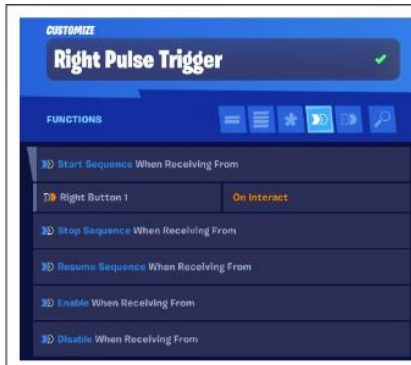 CUSTOMIZE
Right Pulse Trigger
FUNCTIONS
Start Sequence When Receiving From
Right Button 1 On Interact
Stop Sequence When Receiving From
Resume Sequence When Receiving From
Enable When Receiving From
Disable When Receiving From